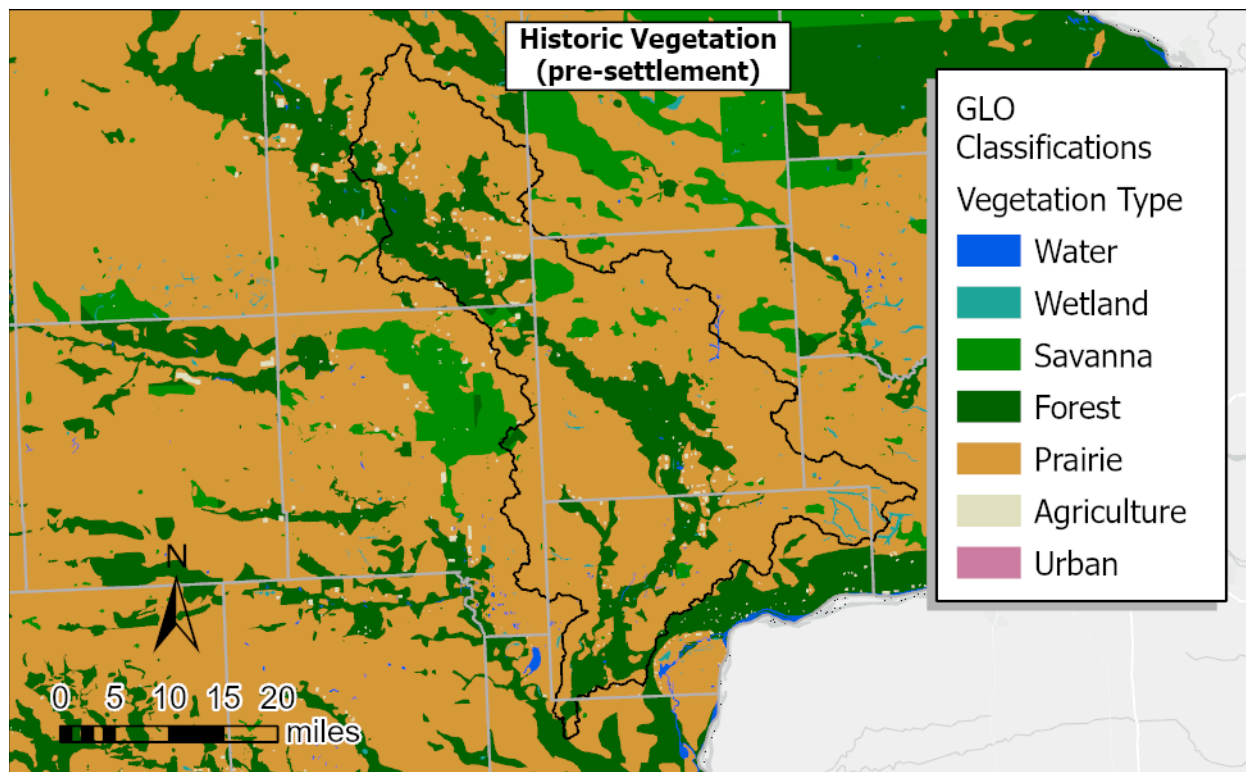 Historic Vegetation
(pre-settlement)
GLO
Classifications
Vegetation Type
Water
Wetland
Savanna
Forest
Prairie
Agriculture
Urban
N
0 5 10 15 20
miles